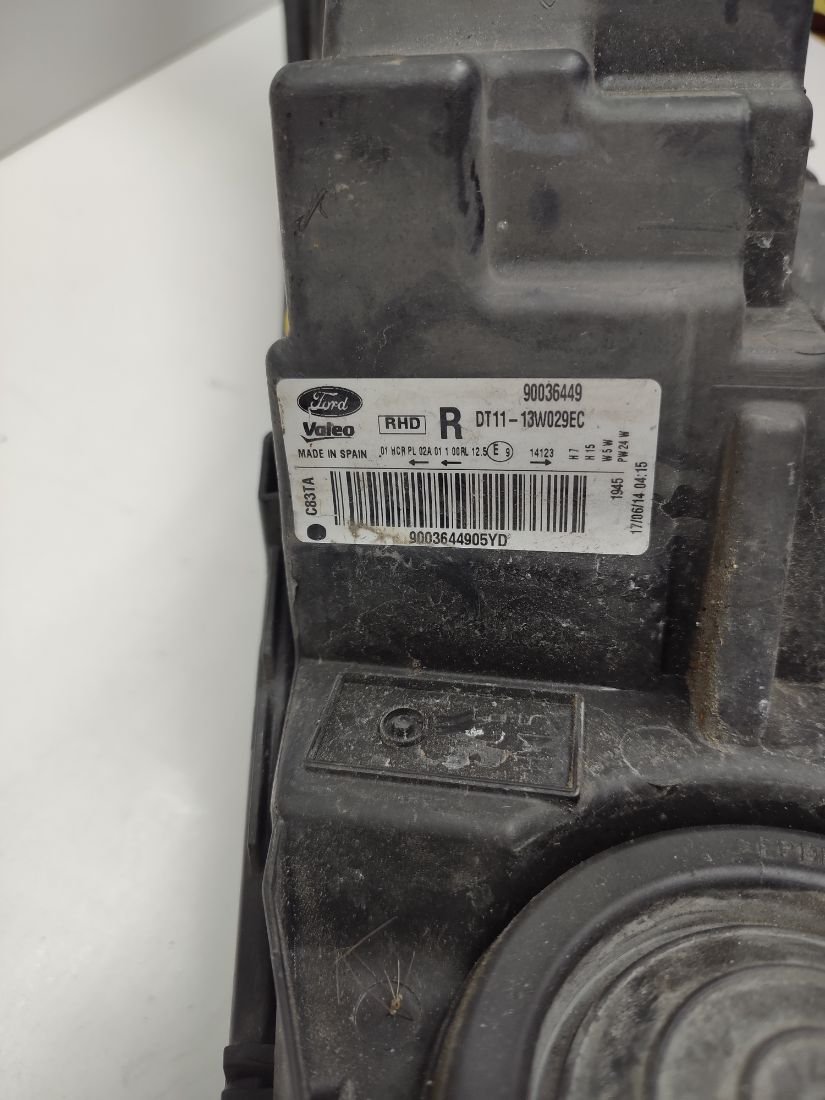 90036449
Ford
Valeo
RHD R DT11-13W029EC
MADE IN SPAIN 01 HCR PL 02A 01 1 00RL 12.5 E 9 14123
H7
H15
W5W
PW24W
C83TA
1945
17/06/14 04:15
9003644905YD